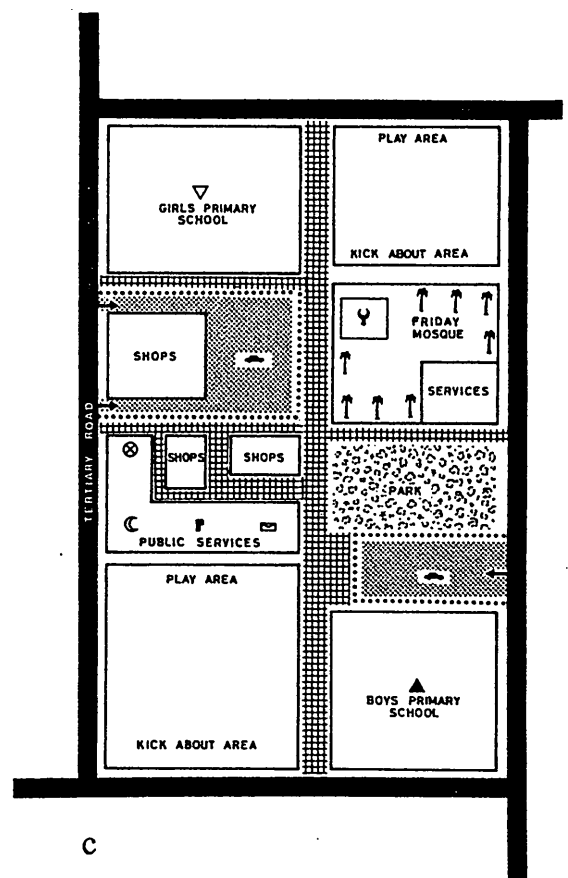 PLAY AREA
GIRLS PRIMARY
SCHOOL
KICK ABOUT AREA
FRIDAY
MOSQUE
SHOPS
SERVICES
TERTIARY ROAD
SHOPS
SHOPS
PARK
PUBLIC SERVICES
PLAY AREA
BOYS PRIMARY
SCHOOL
KICK ABOUT AREA
C